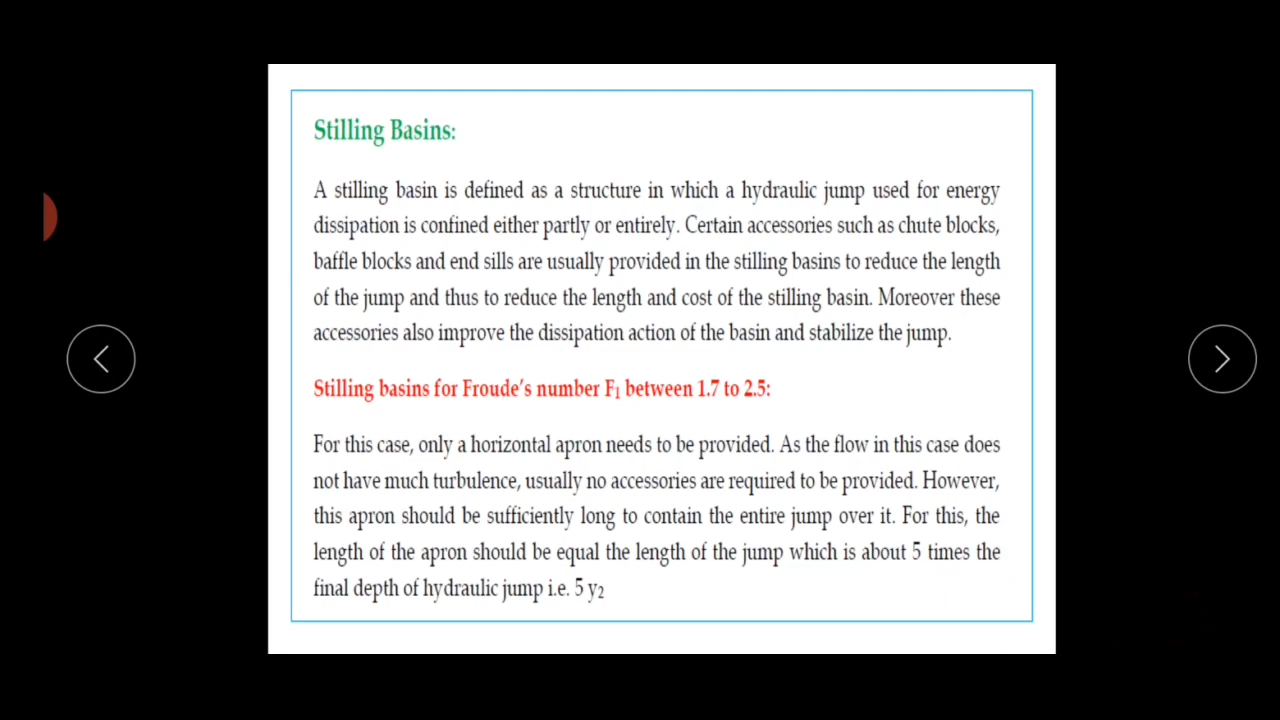 Stilling Basins:
A stilling basin is defined as a structure in which a hydraulic jump used for energy
dissipation is confined either partly or entirely. Certain accessories such as chute blocks,
baffle blocks and end sills are usually provided in the stilling basins to reduce the length
of the jump and thus to reduce the length and cost of the stilling basin. Moreover these
accessories also improve the dissipation action of the basin and stabilize the jump.
Stilling basins for Froude’s number F₁ between 1.7 to 2.5:
For this case, only a horizontal apron needs to be provided. As the flow in this case does
not have much turbulence, usually no accessories are required to be provided. However,
this apron should be sufficiently long to contain the entire jump over it. For this, the
length of the apron should be equal the length of the jump which is about 5 times the
final depth of hydraulic jump i.e. 5 y₂